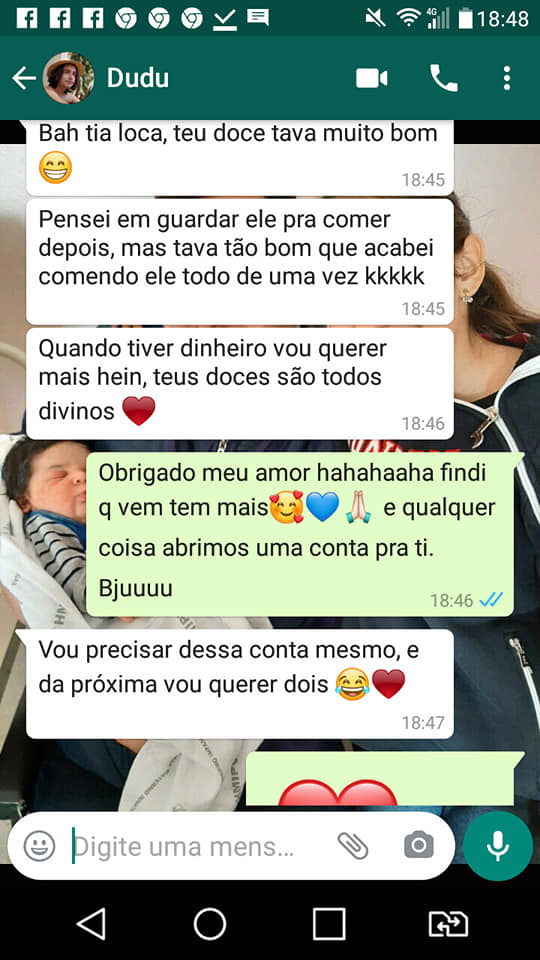 4G
18:48
Dudu
Bah tia loca, teu doce tava muito bom
😁
18:45
Pensei em guardar ele pra comer
depois, mas tava tão bom que acabei
comendo ele todo de uma vez kkkkk
18:45
Quando tiver dinheiro vou querer
mais hein, teus doces são todos
divinos ❤️
18:46
Obrigado meu amor hahahaaha findi
q vem tem mais🥰💙🙏🏻 e qualquer
coisa abrimos uma conta pra ti.
Bjuuuu
18:46
Vou precisar dessa conta mesmo, e
da próxima vou querer dois 😂❤️
18:47
Digite uma mens...